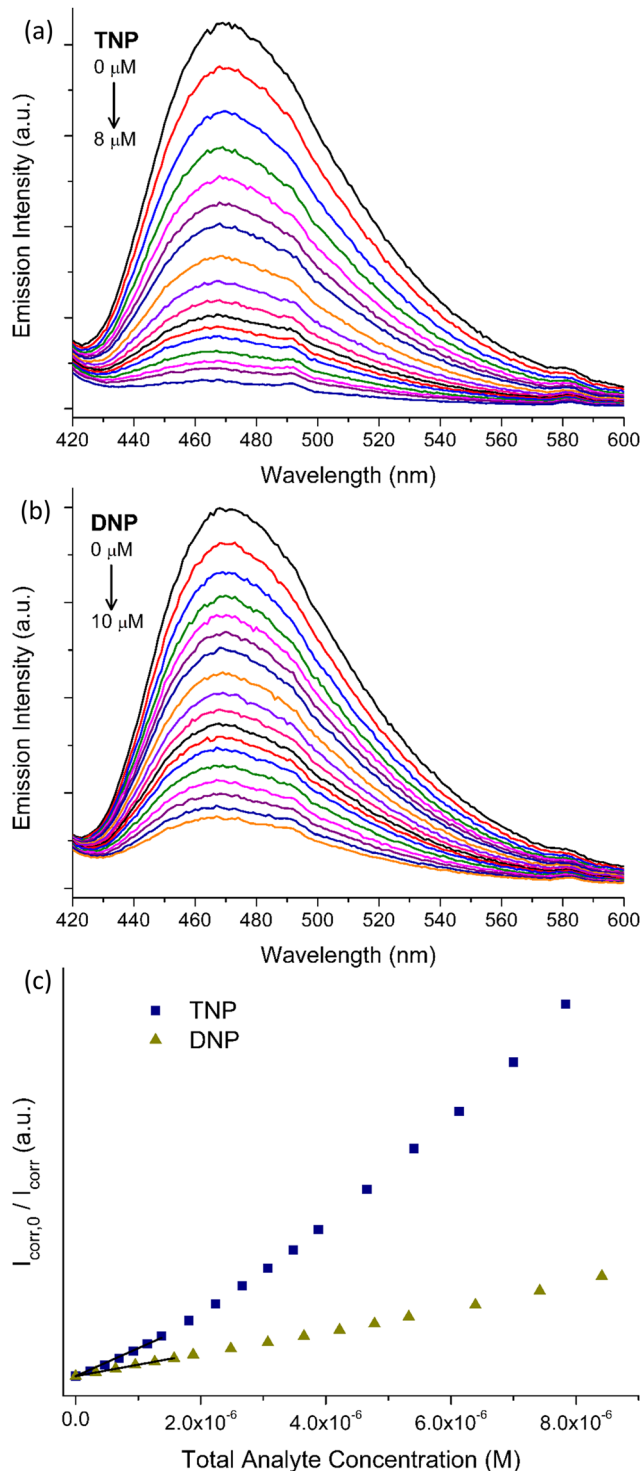 (a)
TNP
0 μM
8 μM
Emission Intensity (a.u.)
420 440 460 480 500 520 540 560 580 600
Wavelength (nm)
(b)
DNP
0 μM
10 μM
Emission Intensity (a.u.)
420 440 460 480 500 520 540 560 580 600
Wavelength (nm)
(c)
TNP
DNP
I_corr,0 / I_corr (a.u.)
0.0 2.0x10⁻⁶ 4.0x10⁻⁶ 6.0x10⁻⁶ 8.0x10⁻⁶
Total Analyte Concentration (M)